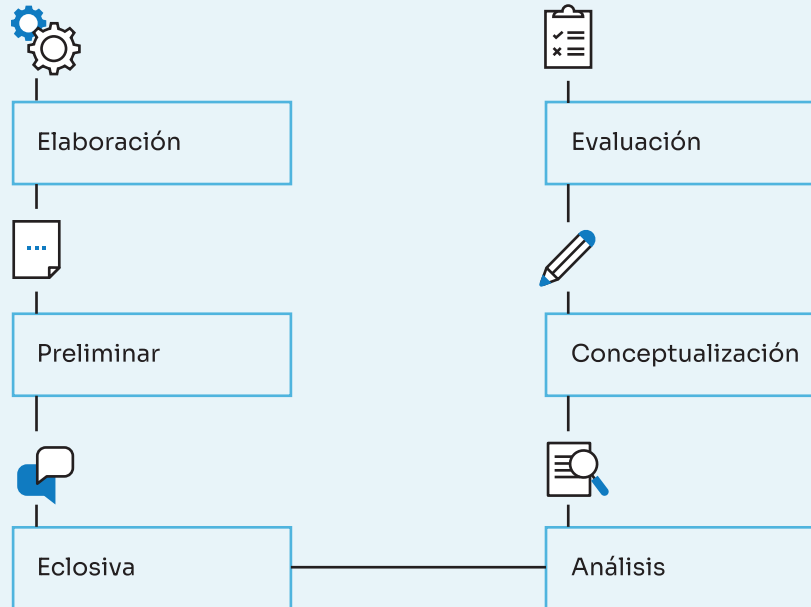 Elaboración
Preliminar
Eclosiva
Evaluación
Conceptualización
Análisis